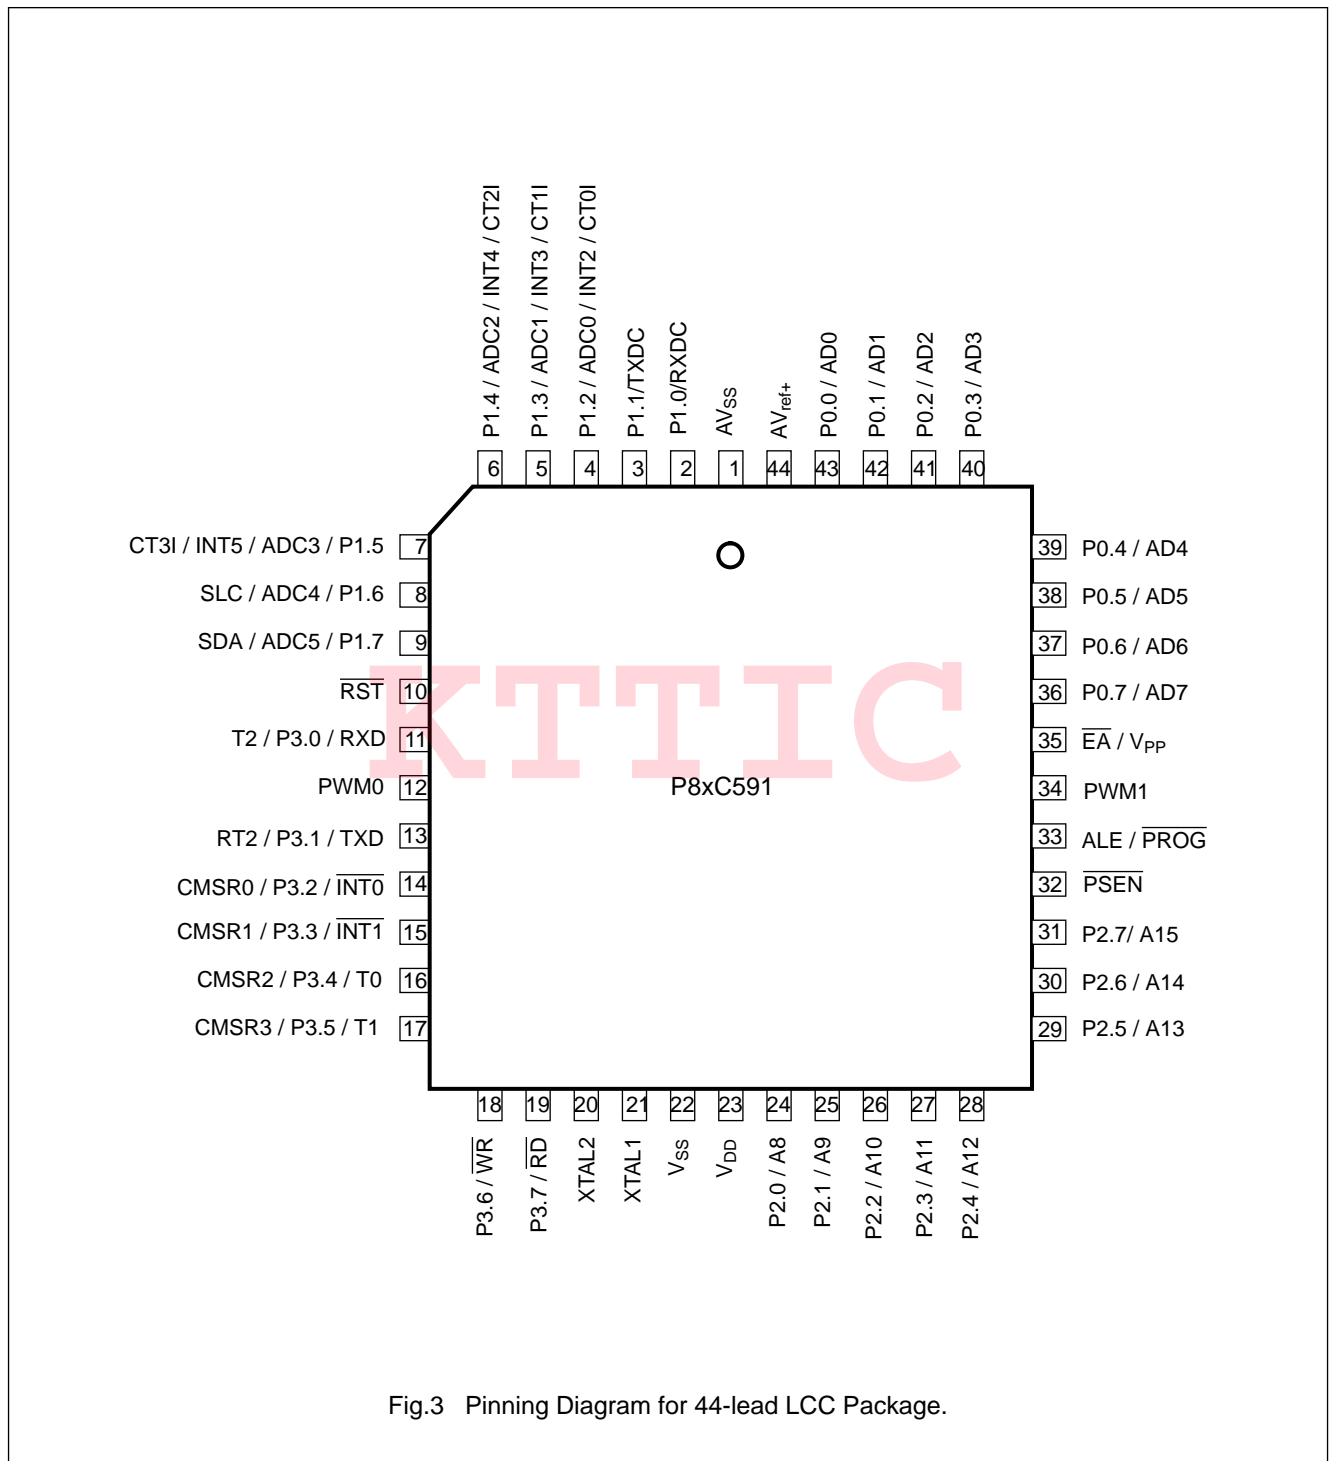 P1.4 / ADC2 / INT4 / CT2I
P1.3 / ADC1 / INT3 / CT1I
P1.2 / ADC0 / INT2 / CT0I
P1.1/TXDC
P1.0/RXDC
AVSS
AVref+
P0.0 / AD0
P0.1 / AD1
P0.2 / AD2
P0.3 / AD3
6 5 4 3 2 1 44 43 42 41 40
CT3I / INT5 / ADC3 / P1.5 7
39 P0.4 / AD4
SLC / ADC4 / P1.6 8
38 P0.5 / AD5
SDA / ADC5 / P1.7 9
37 P0.6 / AD6
KTTIC
R̅S̅T̅ 10
36 P0.7 / AD7
T2 / P3.0 / RXD 11
35 E̅A̅ / VPP
PWM0 12
P8xC591
34 PWM1
RT2 / P3.1 / TXD 13
33 ALE / P̅R̅O̅G̅
CMSR0 / P3.2 / I̅N̅T̅0̅ 14
32 P̅S̅E̅N̅
CMSR1 / P3.3 / I̅N̅T̅1̅ 15
31 P2.7/ A15
CMSR2 / P3.4 / T0 16
30 P2.6 / A14
CMSR3 / P3.5 / T1 17
29 P2.5 / A13
18 19 20 21 22 23 24 25 26 27 28
P3.6 / W̅R̅
P3.7 / R̅D̅
XTAL2
XTAL1
VSS
VDD
P2.0 / A8
P2.1 / A9
P2.2 / A10
P2.3 / A11
P2.4 / A12
Fig.3 Pinning Diagram for 44-lead LCC Package.